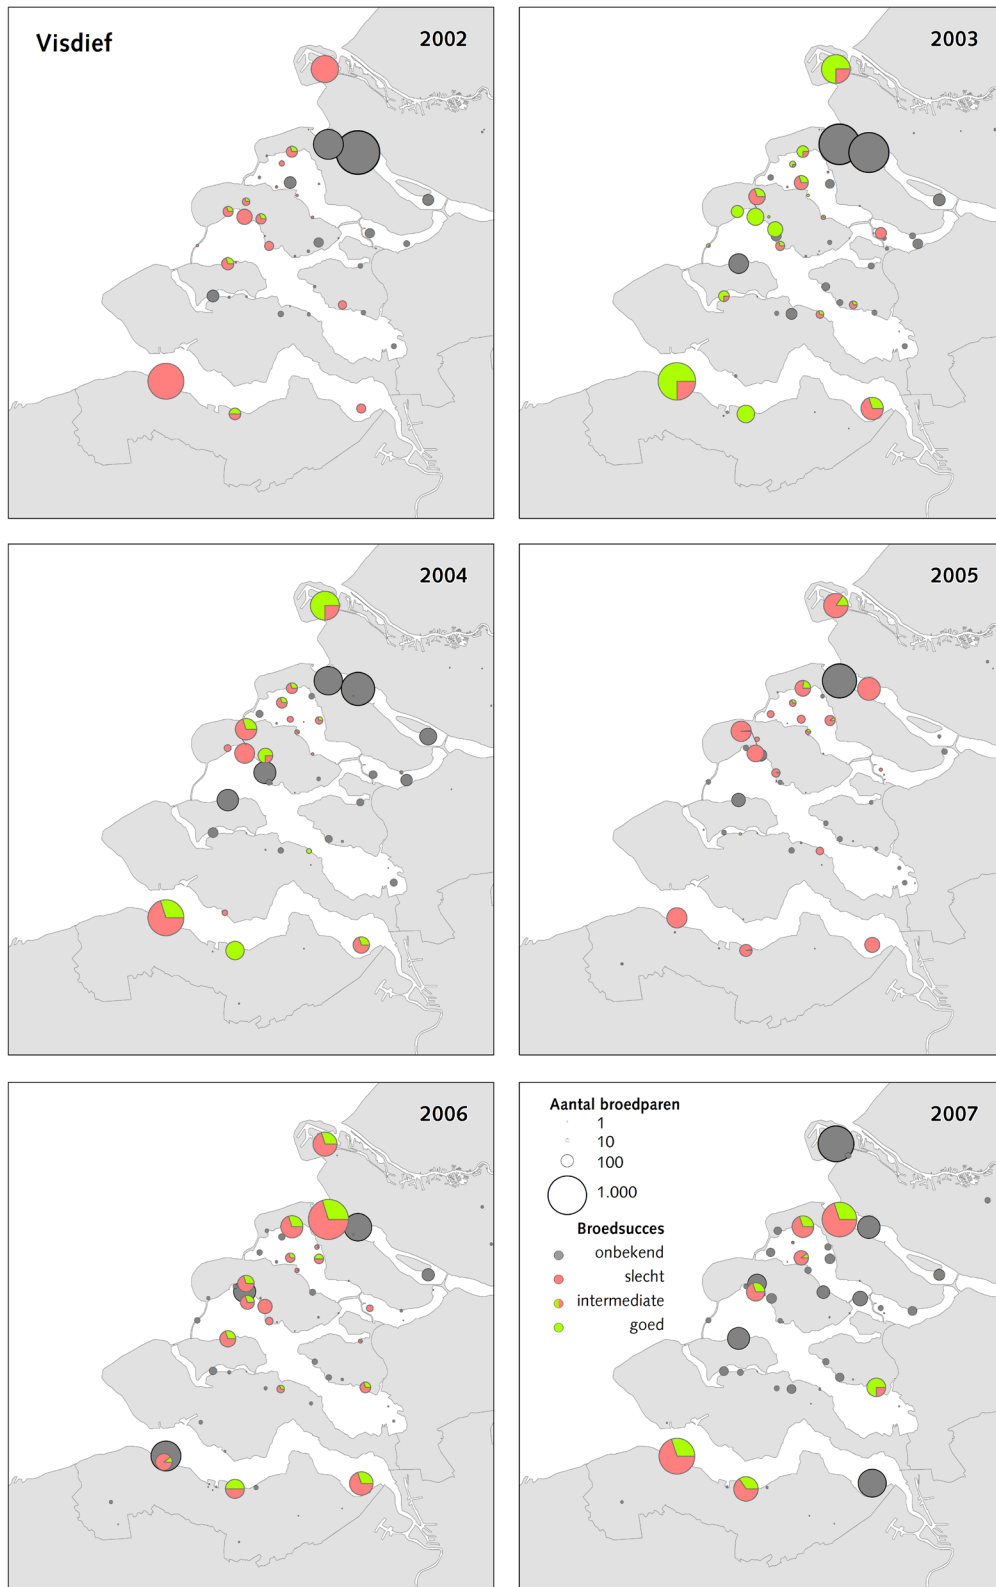 Visdief
2002
2003
2004
2005
2006
2007
Aantal broedparen
1
10
100
1.000
Broedsucces
onbekend
slecht
intermediate
goed